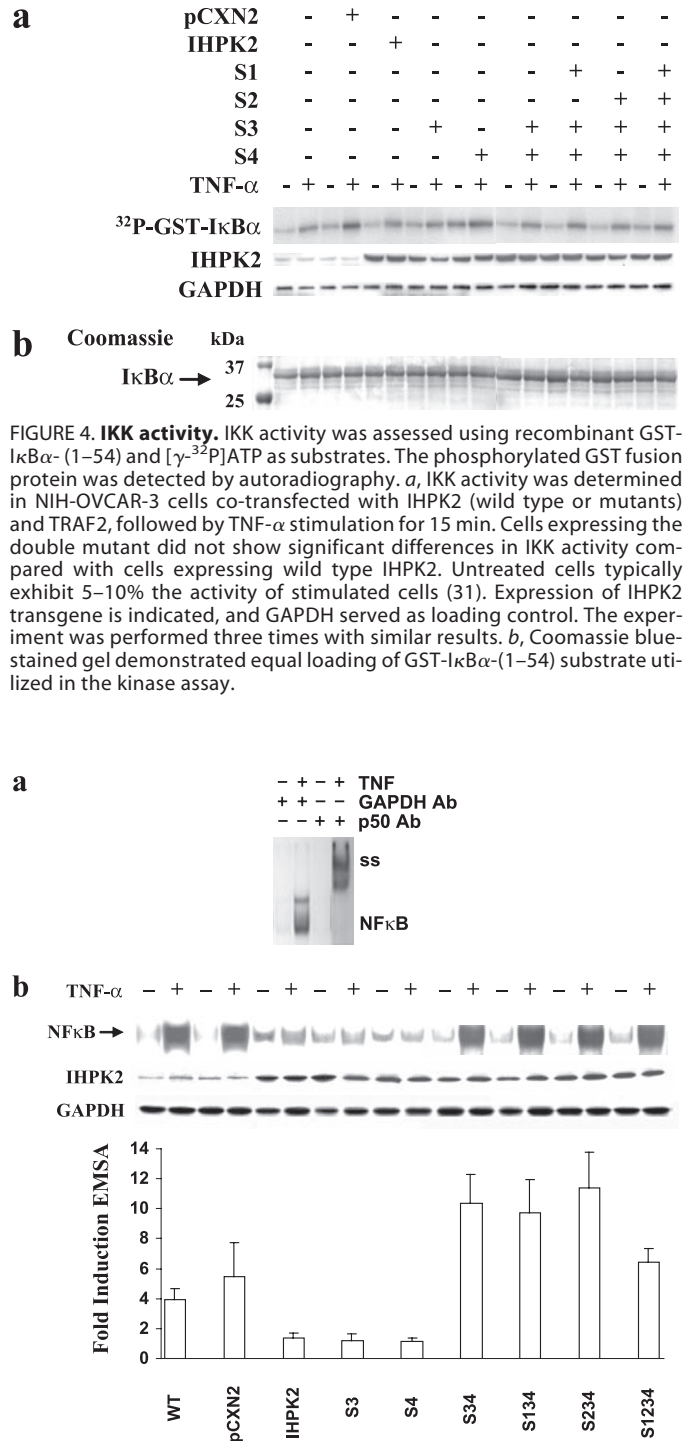 a
pCXN2 - - - + - - - - - - - - - - - - -
IHPK2 - - - + - - - - - -
S1 - - - - - - + - +
S2 - - - - - - - + +
S3 - - - + - + + + +
S4 - - - - + + + + +
TNF-α - + - + - + - + - + - + - + - + - +
³²P-GST-IκBα
IHPK2
GAPDH
b Coomassie kDa
IκBα → 37
25
FIGURE 4. IKK activity. IKK activity was assessed using recombinant GST-
IκBα- (1–54) and [γ-³²P]ATP as substrates. The phosphorylated GST fusion
protein was detected by autoradiography. a, IKK activity was determined
in NIH-OVCAR-3 cells co-transfected with IHPK2 (wild type or mutants)
and TRAF2, followed by TNF-α stimulation for 15 min. Cells expressing the
double mutant did not show significant differences in IKK activity com-
pared with cells expressing wild type IHPK2. Untreated cells typically
exhibit 5–10% the activity of stimulated cells (31). Expression of IHPK2
transgene is indicated, and GAPDH served as loading control. The exper-
iment was performed three times with similar results. b, Coomassie blue-
stained gel demonstrated equal loading of GST-IκBα-(1–54) substrate uti-
lized in the kinase assay.
a
– + – + TNF
+ + – – GAPDH Ab
– – + + p50 Ab
ss
NFκB
b
TNF-α – + – + – + – + – + – + – + – + – +
NFκB →
IHPK2
GAPDH
Fold Induction EMSA
14
12
10
8
6
4
2
0
WT pCXN2 IHPK2 S3 S4 S34 S134 S234 S1234